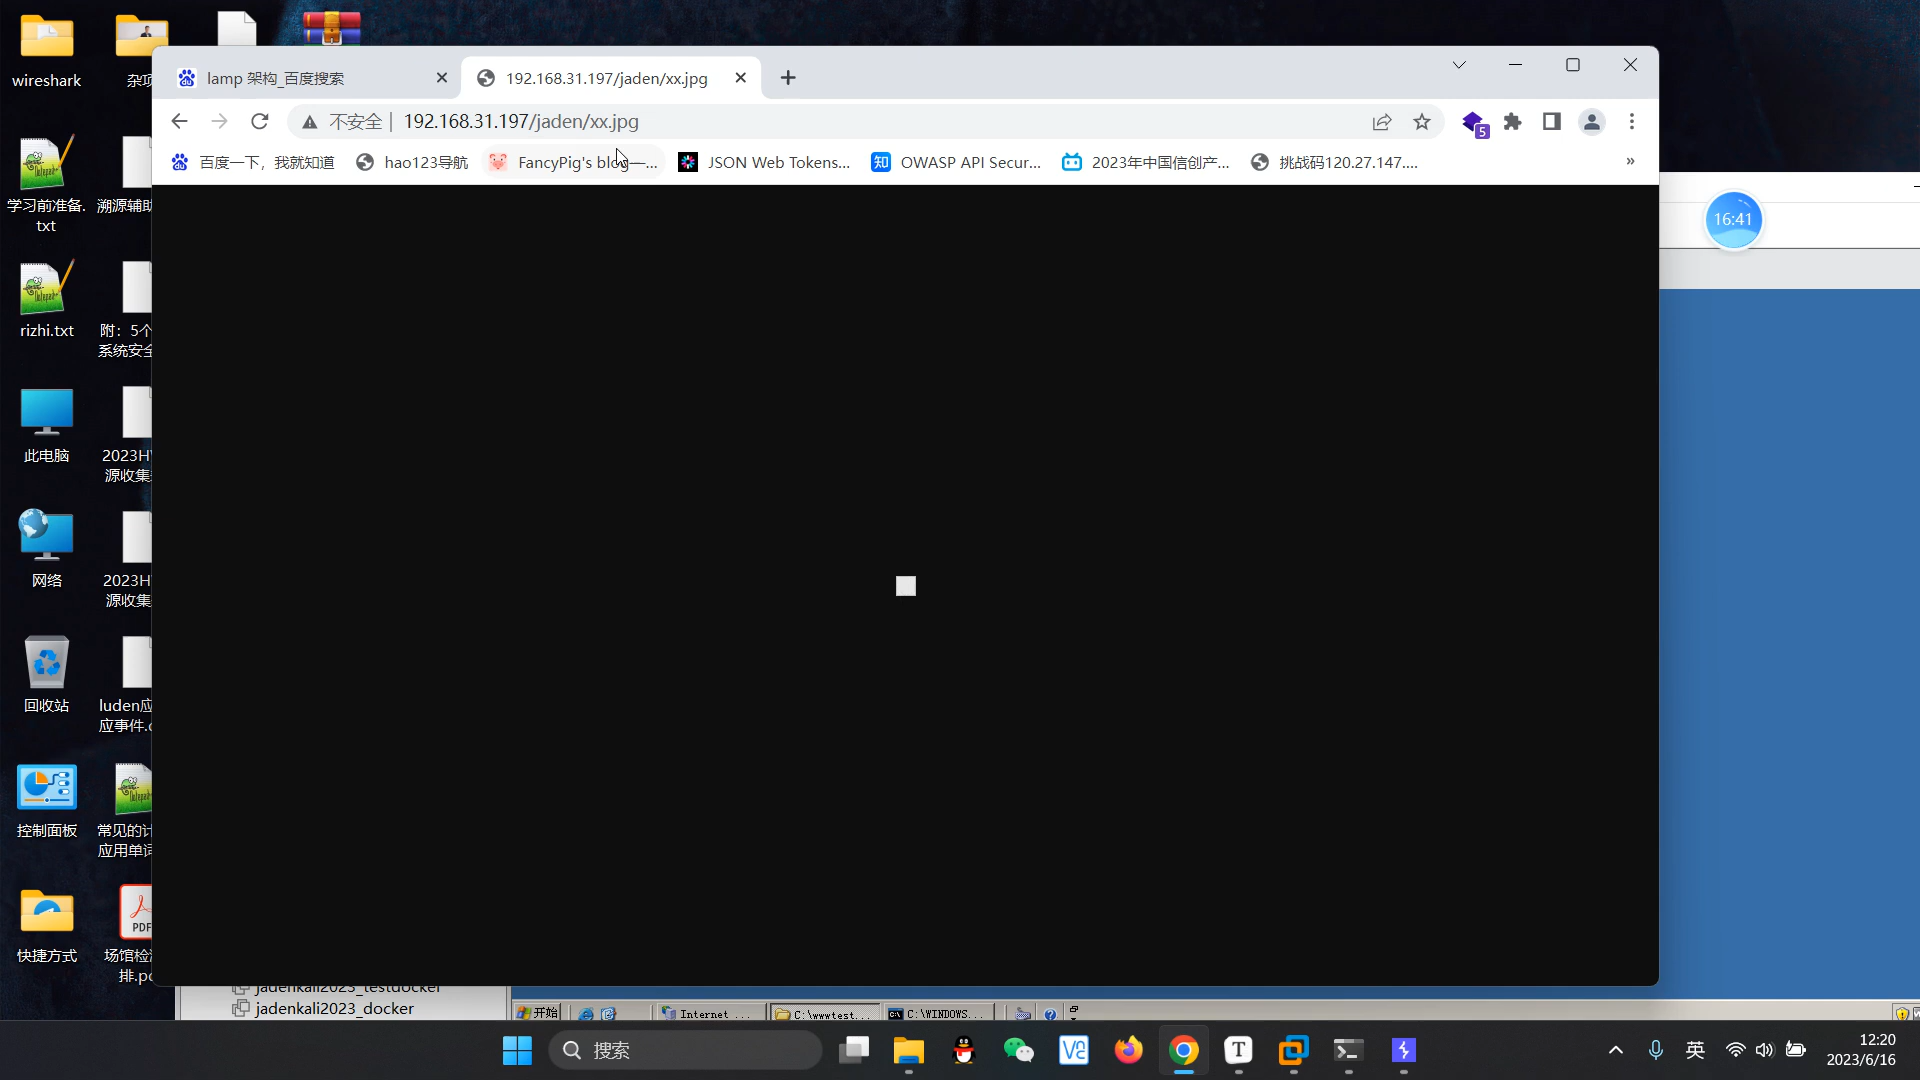 wireshark
杂项
学习前准备.
txt
溯源辅助
rizhi.txt
附：5个
系统安全
此电脑
2023H
源收集
网络
2023H
源收集
回收站
luden应
应事件.
控制面板
常见的计
应用单词
快捷方式
场馆检
排.pd
lamp 架构_百度搜索
192.168.31.197/jaden/xx.jpg
不安全
192.168.31.197/jaden/xx.jpg
5
百度一下，我就知道
hao123导航
FancyPig's blog—...
JSON Web Tokens...
知
OWASP API Secur...
2023年中国信创产...
挑战码120.27.147....
»
16:41
jadenkali2023_testdocker
jadenkali2023_docker
开始
Internet ...
C:\wwwtest...
C:\WINDOWS...
搜索
英
12:20
2023/6/16